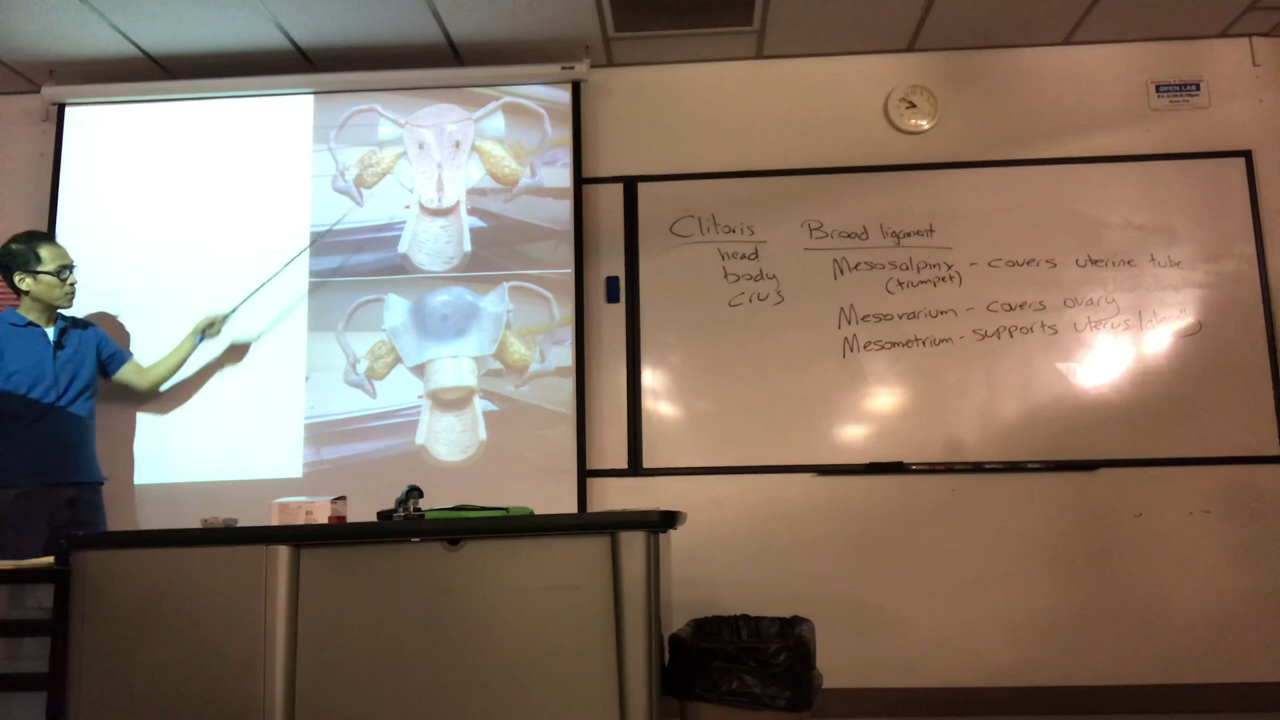 OPEN LAB
Clitoris
head
body
crus
Broad ligament
Mesosalpinx - covers uterine tube
(trumpet)
Mesovarium - covers ovary
Mesometrium - supports uterus